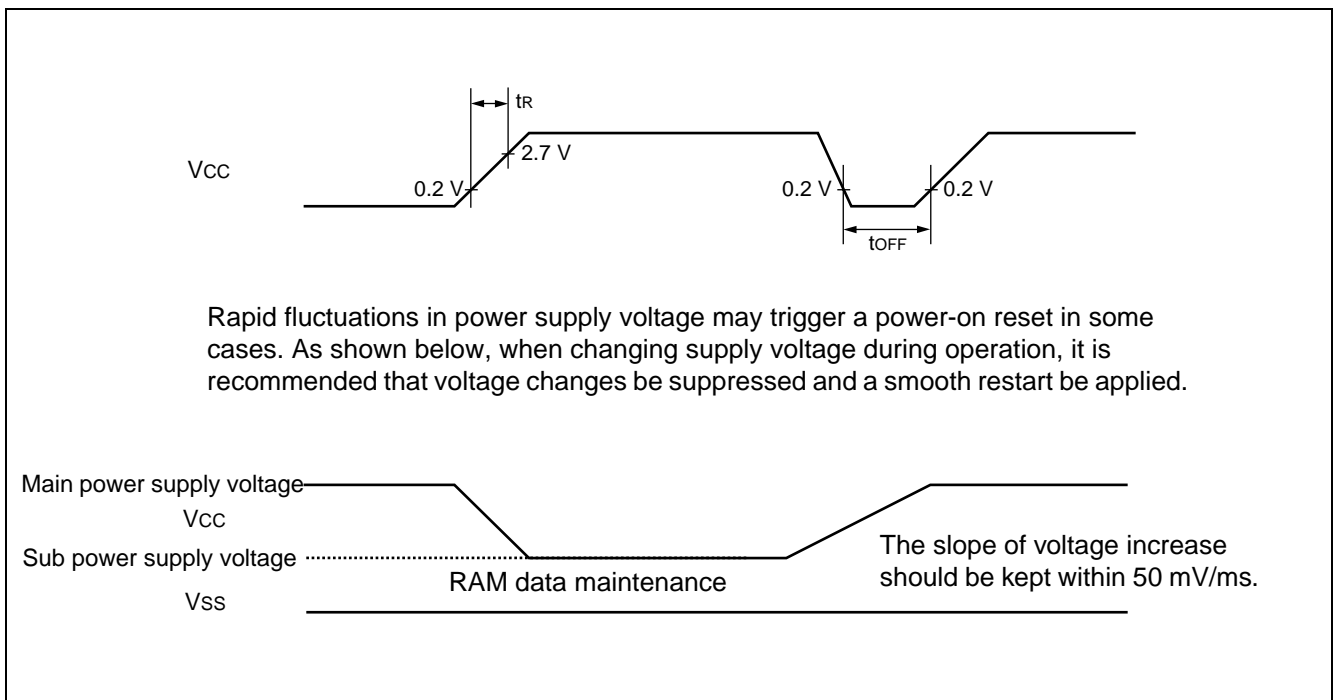 tR
2.7 V
VCC
0.2 V
0.2 V
0.2 V
tOFF
Rapid fluctuations in power supply voltage may trigger a power-on reset in some
cases. As shown below, when changing supply voltage during operation, it is
recommended that voltage changes be suppressed and a smooth restart be applied.
Main power supply voltage
VCC
Sub power supply voltage
RAM data maintenance
The slope of voltage increase
should be kept within 50 mV/ms.
VSS